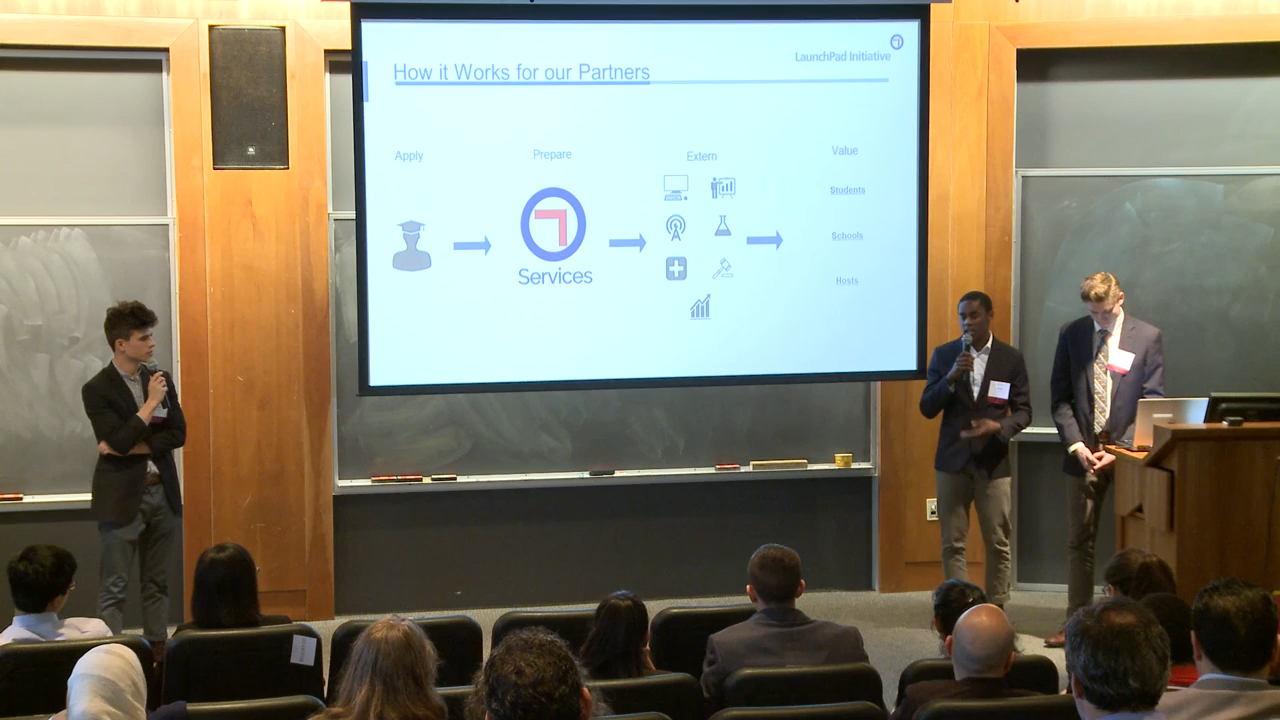 How it Works for our Partners
LaunchPad Initiative
Apply
Prepare
Extern
Value
Students
Schools
Hosts
Services